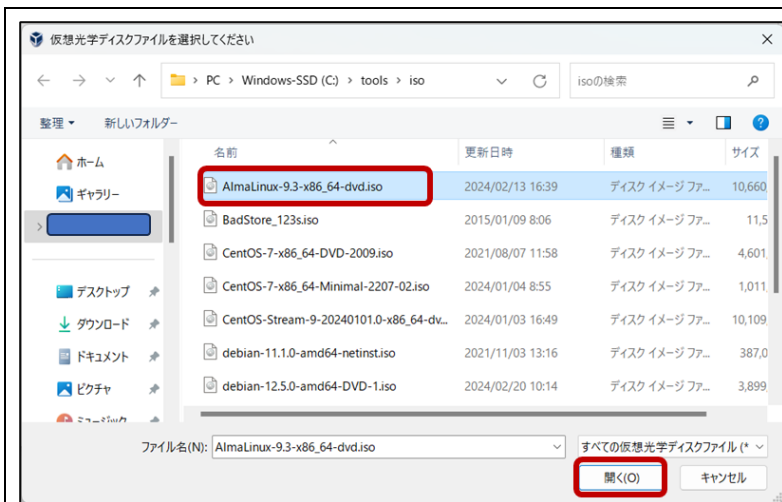 仮想光学ディスクファイルを選択してください
PC > Windows-SSD (C:) > tools > iso
isoの検索
整理
新しいフォルダー
名前 更新日時 種類 サイズ
ホーム
ギャラリー
デスクトップ
ダウンロード
ドキュメント
ピクチャ
ミュージック
AlmaLinux-9.3-x86_64-dvd.iso 2024/02/13 16:39 ディスク イメージ ファ... 10,660,
BadStore_123s.iso 2015/01/09 8:06 ディスク イメージ ファ... 11,5
CentOS-7-x86_64-DVD-2009.iso 2021/08/07 11:58 ディスク イメージ ファ... 4,601,
CentOS-7-x86_64-Minimal-2207-02.iso 2024/01/04 8:55 ディスク イメージ ファ... 1,011,
CentOS-Stream-9-20240101.0-x86_64-dv... 2024/01/03 16:49 ディスク イメージ ファ... 10,109,
debian-11.1.0-amd64-netinst.iso 2021/11/03 13:16 ディスク イメージ ファ... 387,0
debian-12.5.0-amd64-DVD-1.iso 2024/02/20 10:14 ディスク イメージ ファ... 3,899,
ファイル名(N): AlmaLinux-9.3-x86_64-dvd.iso
すべての仮想光学ディスクファイル (*
開く(O)
キャンセル